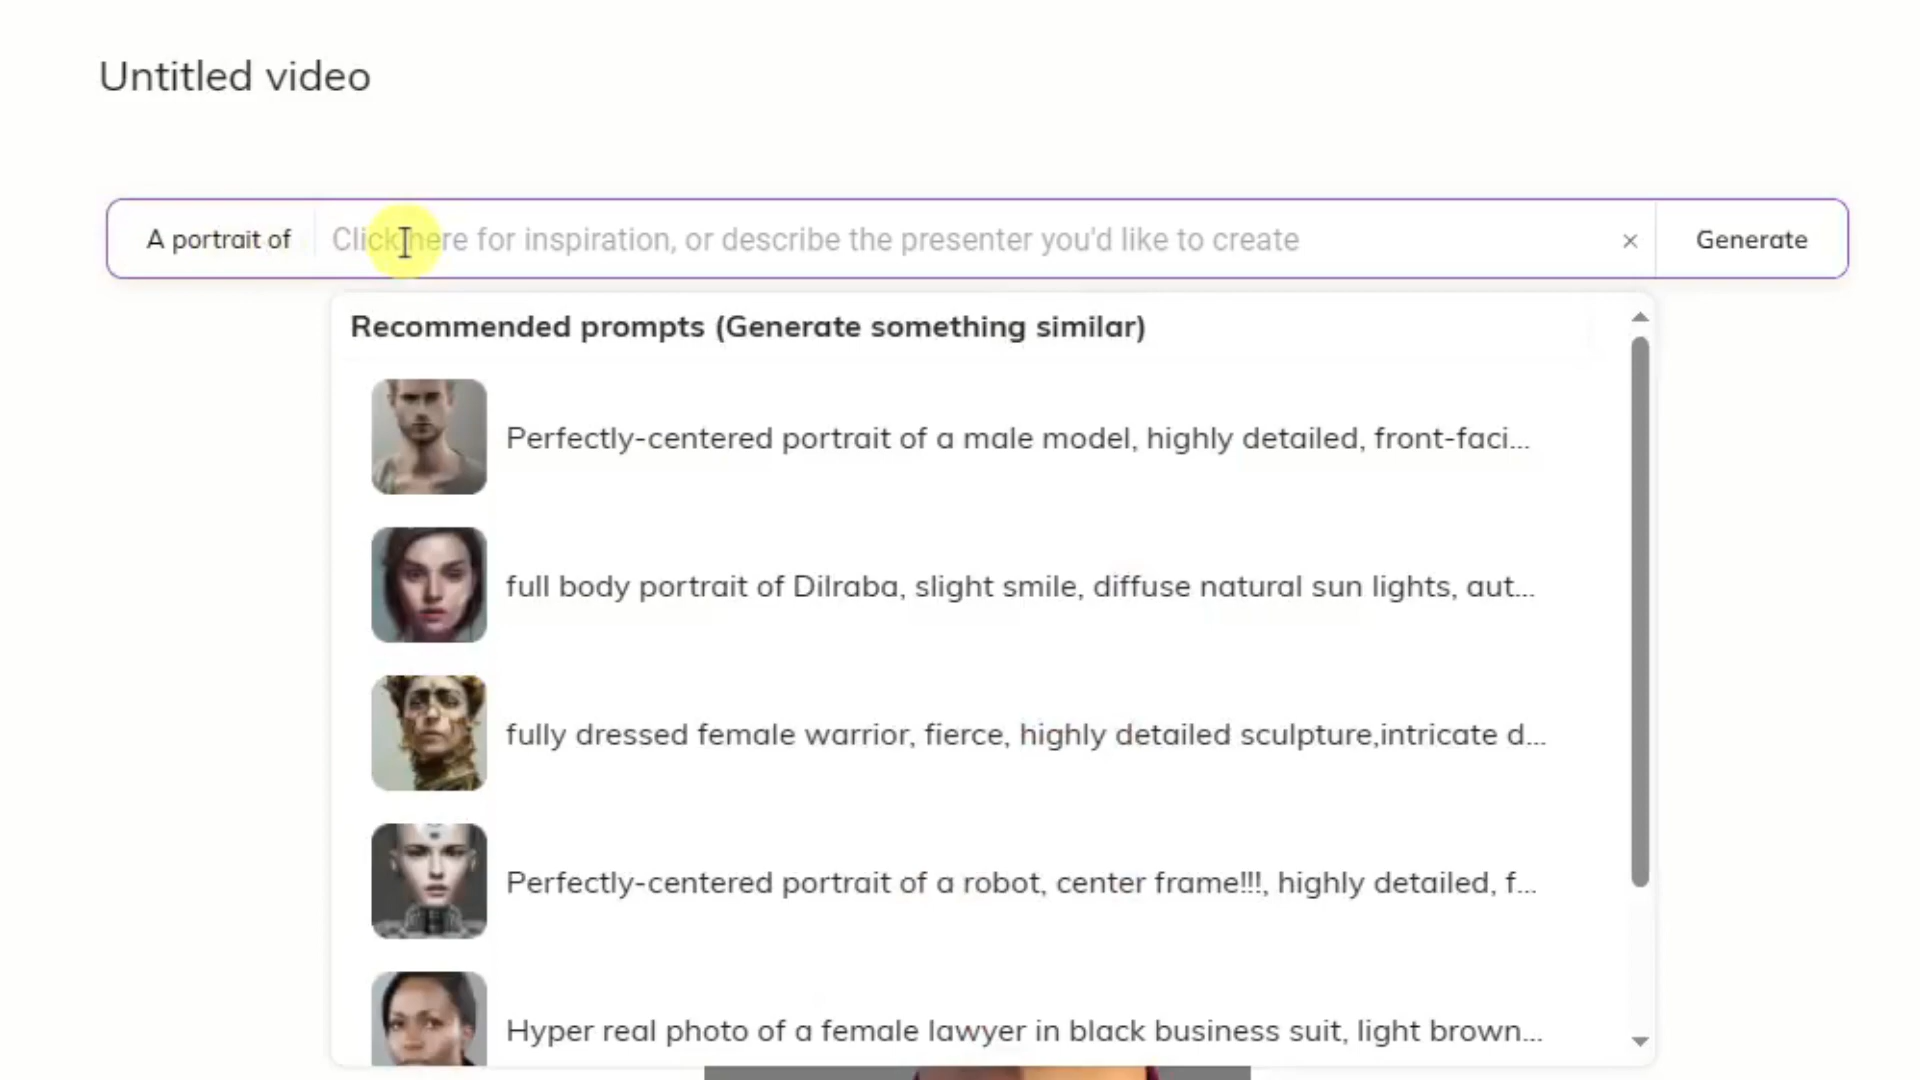 Untitled video
A portrait of Click here for inspiration, or describe the presenter you'd like to create × Generate
Recommended prompts (Generate something similar)
Perfectly-centered portrait of a male model, highly detailed, front-faci...
full body portrait of Dilraba, slight smile, diffuse natural sun lights, aut...
fully dressed female warrior, fierce, highly detailed sculpture,intricate d...
Perfectly-centered portrait of a robot, center frame!!!, highly detailed, f...
Hyper real photo of a female lawyer in black business suit, light brown...